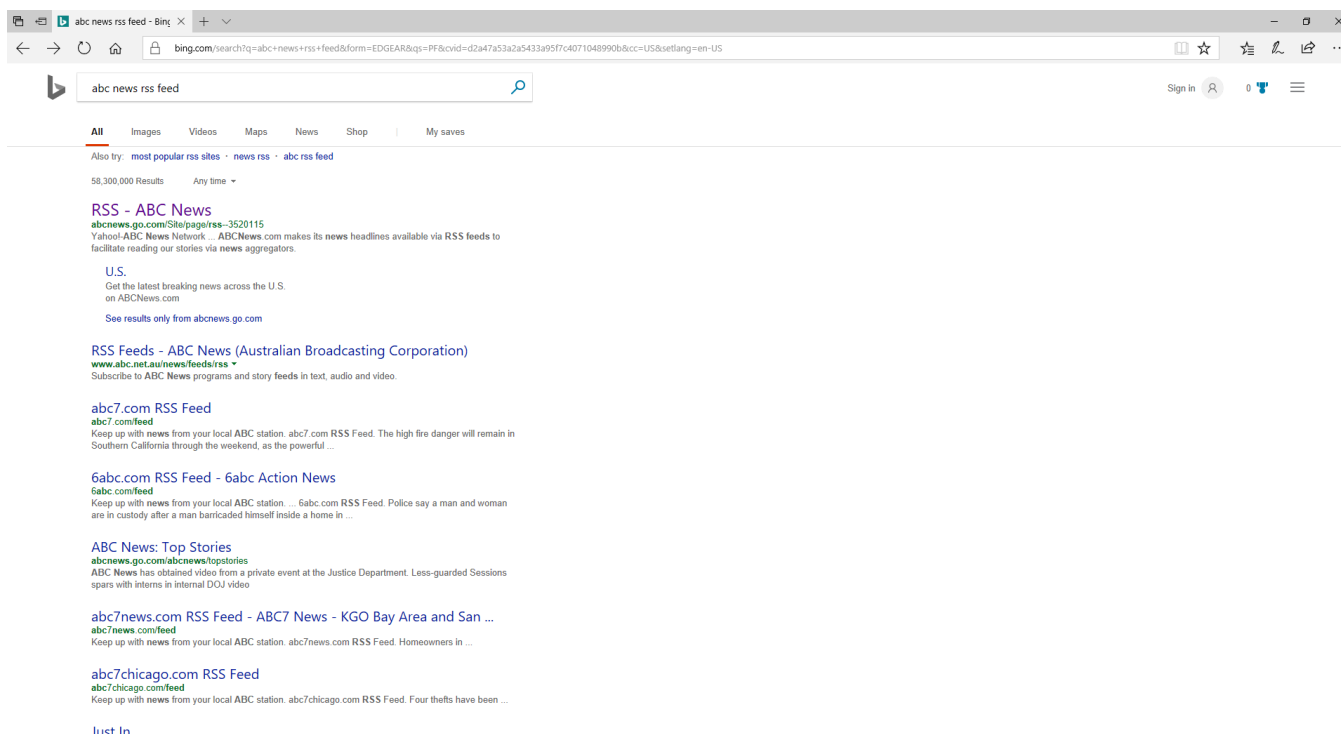 abc news rss feed - Bing
bing.com/search?q=abc+news+rss+feed&form=EDGEAR&qs=PF&cvid=d2a47a53a2a5433a95f7c4071048990b&cc=US&setlang=en-US
abc news rss feed
Sign in
0
All Images Videos Maps News Shop | My saves
Also try: most popular rss sites · news rss · abc rss feed
58,300,000 Results Any time
RSS - ABC News
abcnews.go.com/Site/page/rss--3520115
Yahoo!-ABC News Network ... ABCNews.com makes its news headlines available via RSS feeds to
facilitate reading our stories via news aggregators.
U.S.
Get the latest breaking news across the U.S.
on ABCNews.com
See results only from abcnews.go.com
RSS Feeds - ABC News (Australian Broadcasting Corporation)
www.abc.net.au/news/feeds/rss
Subscribe to ABC News programs and story feeds in text, audio and video.
abc7.com RSS Feed
abc7.com/feed
Keep up with news from your local ABC station. abc7.com RSS Feed. The high fire danger will remain in
Southern California through the weekend, as the powerful ...
6abc.com RSS Feed - 6abc Action News
6abc.com/feed
Keep up with news from your local ABC station. ... 6abc.com RSS Feed. Police say a man and woman
are in custody after a man barricaded himself inside a home in ...
ABC News: Top Stories
abcnews.go.com/abcnews/topstories
ABC News has obtained video from a private event at the Justice Department. Less-guarded Sessions
spars with interns in internal DOJ video
abc7news.com RSS Feed - ABC7 News - KGO Bay Area and San ...
abc7news.com/feed
Keep up with news from your local ABC station. abc7news.com RSS Feed. Homeowners in ...
abc7chicago.com RSS Feed
abc7chicago.com/feed
Keep up with news from your local ABC station. abc7chicago.com RSS Feed. Four thefts have been ...
Just In